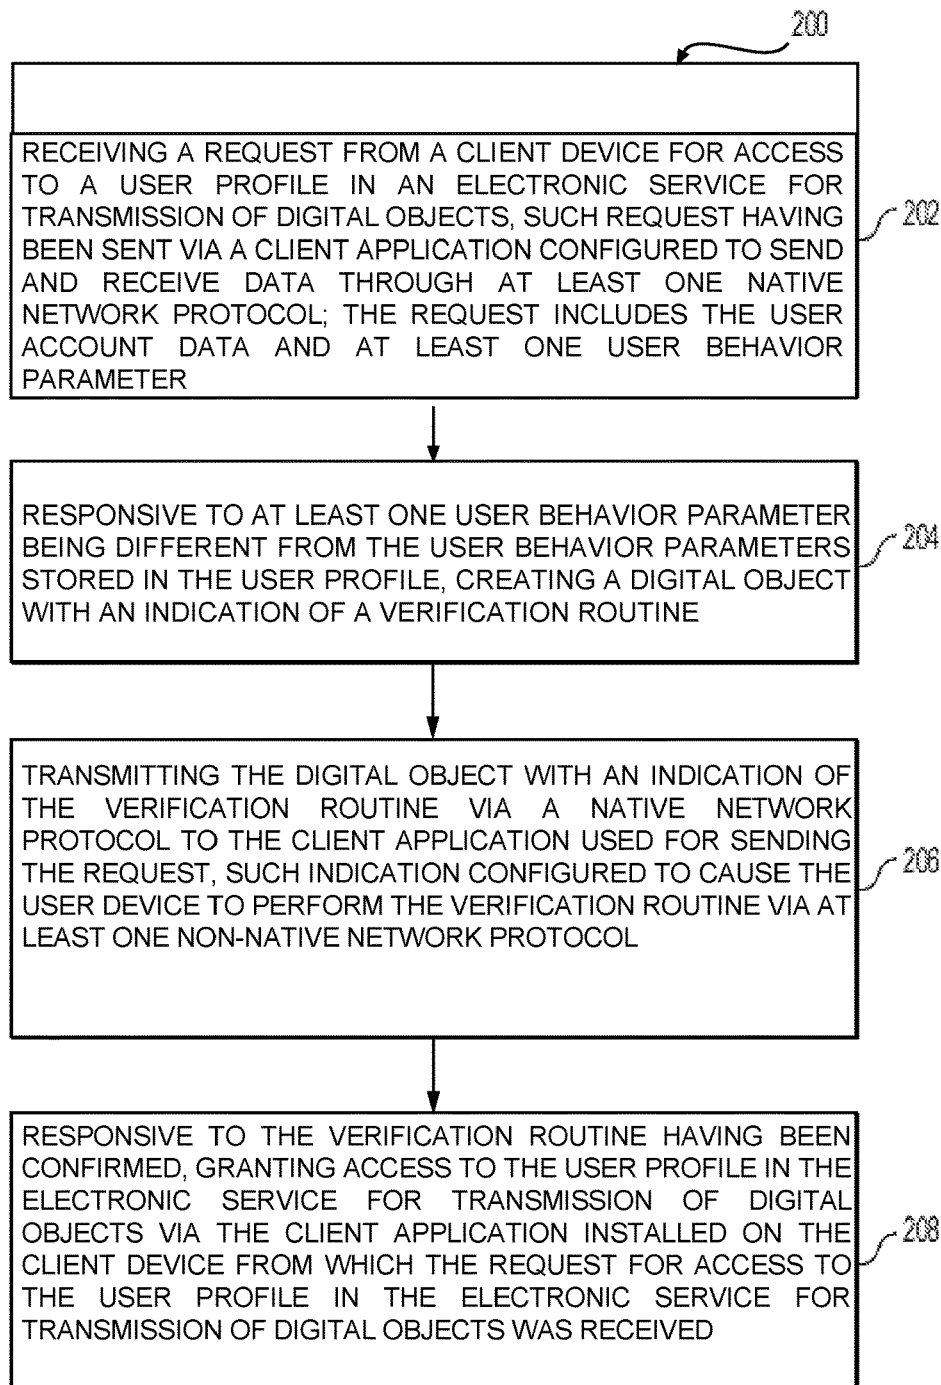 200
RECEIVING A REQUEST FROM A CLIENT DEVICE FOR ACCESS
TO A USER PROFILE IN AN ELECTRONIC SERVICE FOR
TRANSMISSION OF DIGITAL OBJECTS, SUCH REQUEST HAVING
BEEN SENT VIA A CLIENT APPLICATION CONFIGURED TO SEND
AND RECEIVE DATA THROUGH AT LEAST ONE NATIVE
NETWORK PROTOCOL; THE REQUEST INCLUDES THE USER
ACCOUNT DATA AND AT LEAST ONE USER BEHAVIOR
PARAMETER
202
RESPONSIVE TO AT LEAST ONE USER BEHAVIOR PARAMETER
BEING DIFFERENT FROM THE USER BEHAVIOR PARAMETERS
STORED IN THE USER PROFILE, CREATING A DIGITAL OBJECT
WITH AN INDICATION OF A VERIFICATION ROUTINE
204
TRANSMITTING THE DIGITAL OBJECT WITH AN INDICATION OF
THE VERIFICATION ROUTINE VIA A NATIVE NETWORK
PROTOCOL TO THE CLIENT APPLICATION USED FOR SENDING
THE REQUEST, SUCH INDICATION CONFIGURED TO CAUSE THE
USER DEVICE TO PERFORM THE VERIFICATION ROUTINE VIA AT
LEAST ONE NON-NATIVE NETWORK PROTOCOL
206
RESPONSIVE TO THE VERIFICATION ROUTINE HAVING BEEN
CONFIRMED, GRANTING ACCESS TO THE USER PROFILE IN THE
ELECTRONIC SERVICE FOR TRANSMISSION OF DIGITAL
OBJECTS VIA THE CLIENT APPLICATION INSTALLED ON THE
CLIENT DEVICE FROM WHICH THE REQUEST FOR ACCESS TO
THE USER PROFILE IN THE ELECTRONIC SERVICE FOR
TRANSMISSION OF DIGITAL OBJECTS WAS RECEIVED
208